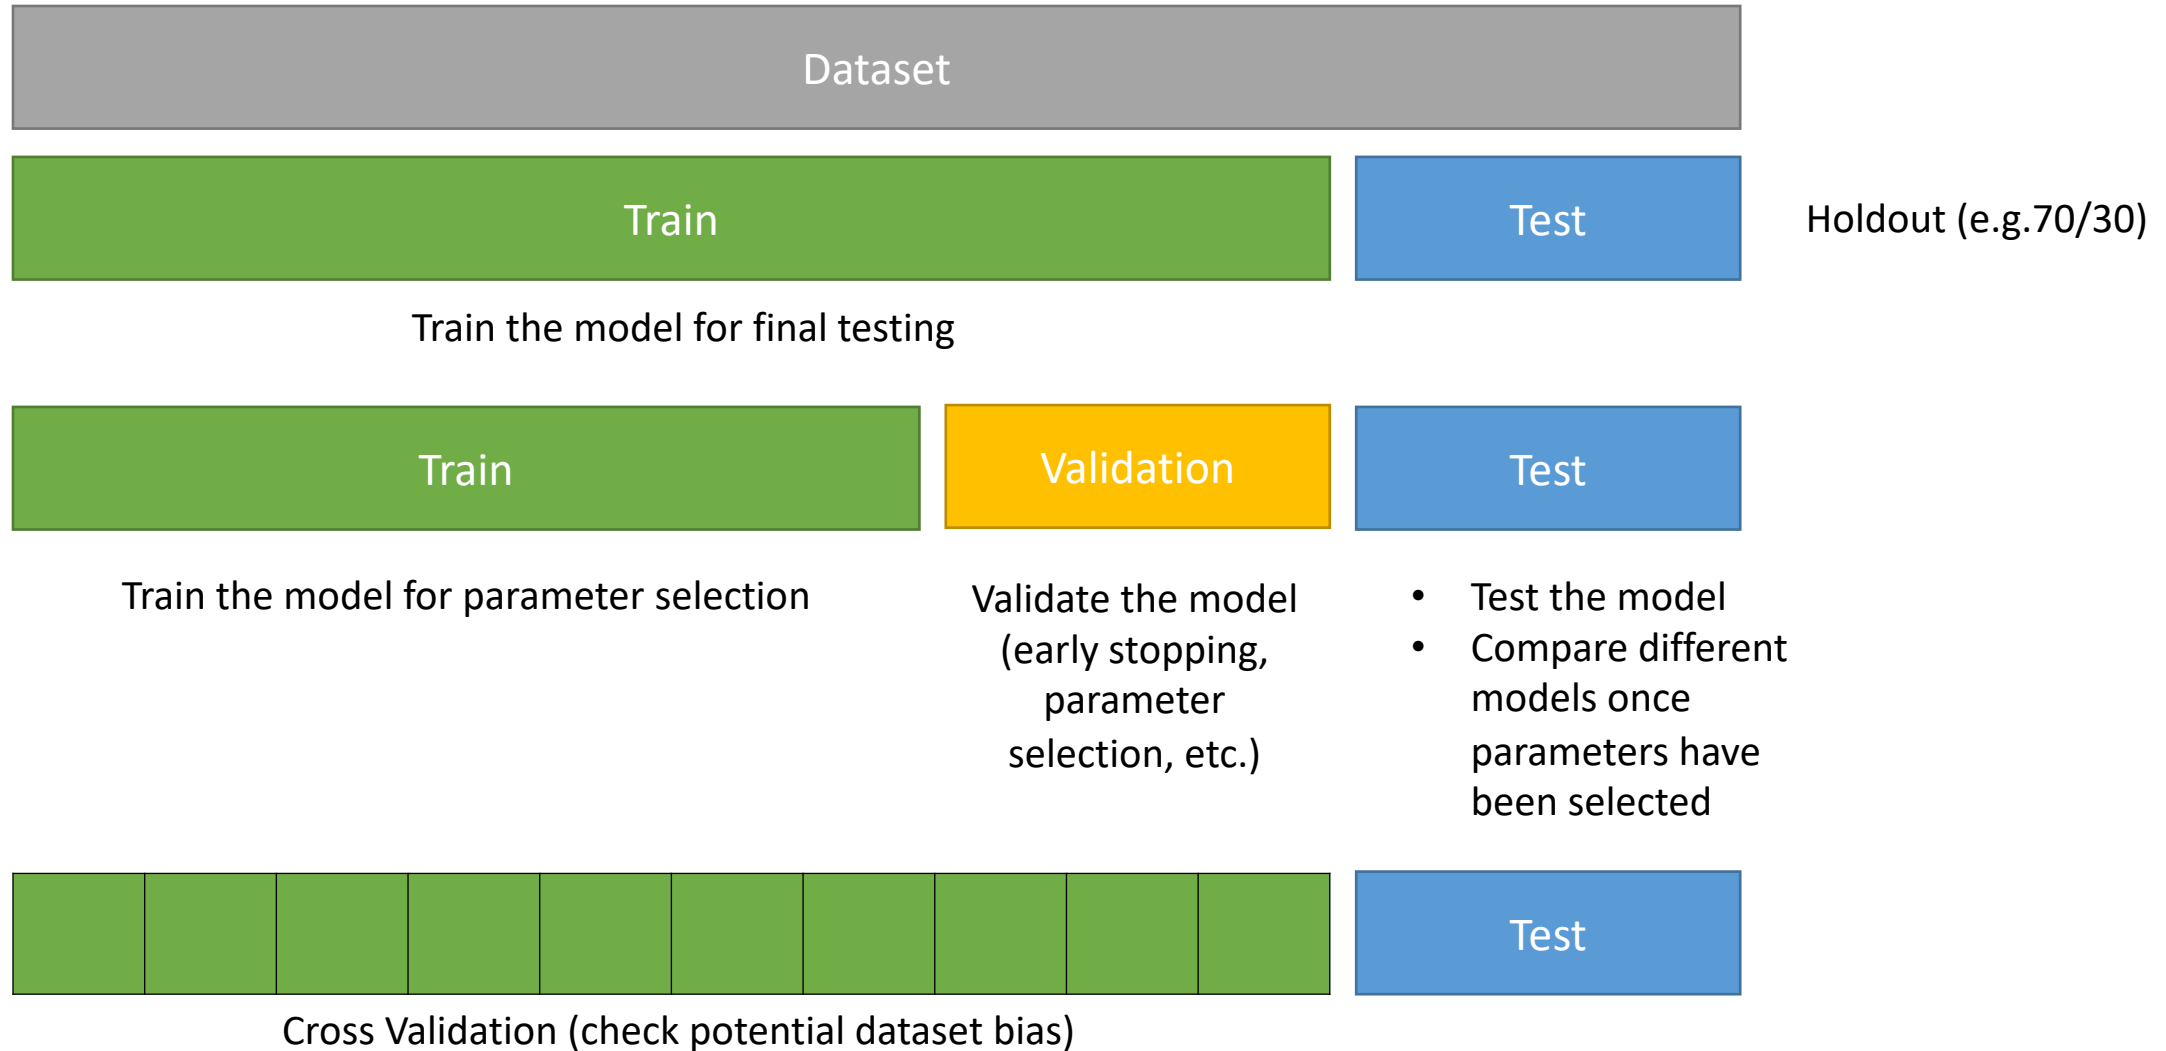 Dataset
Train
Test
Holdout (e.g.70/30)
Train the model for final testing
Train
Validation
Test
Train the model for parameter selection
Validate the model
(early stopping,
parameter
selection, etc.)
• Test the model
• Compare different
models once
parameters have
been selected
Test
Cross Validation (check potential dataset bias)